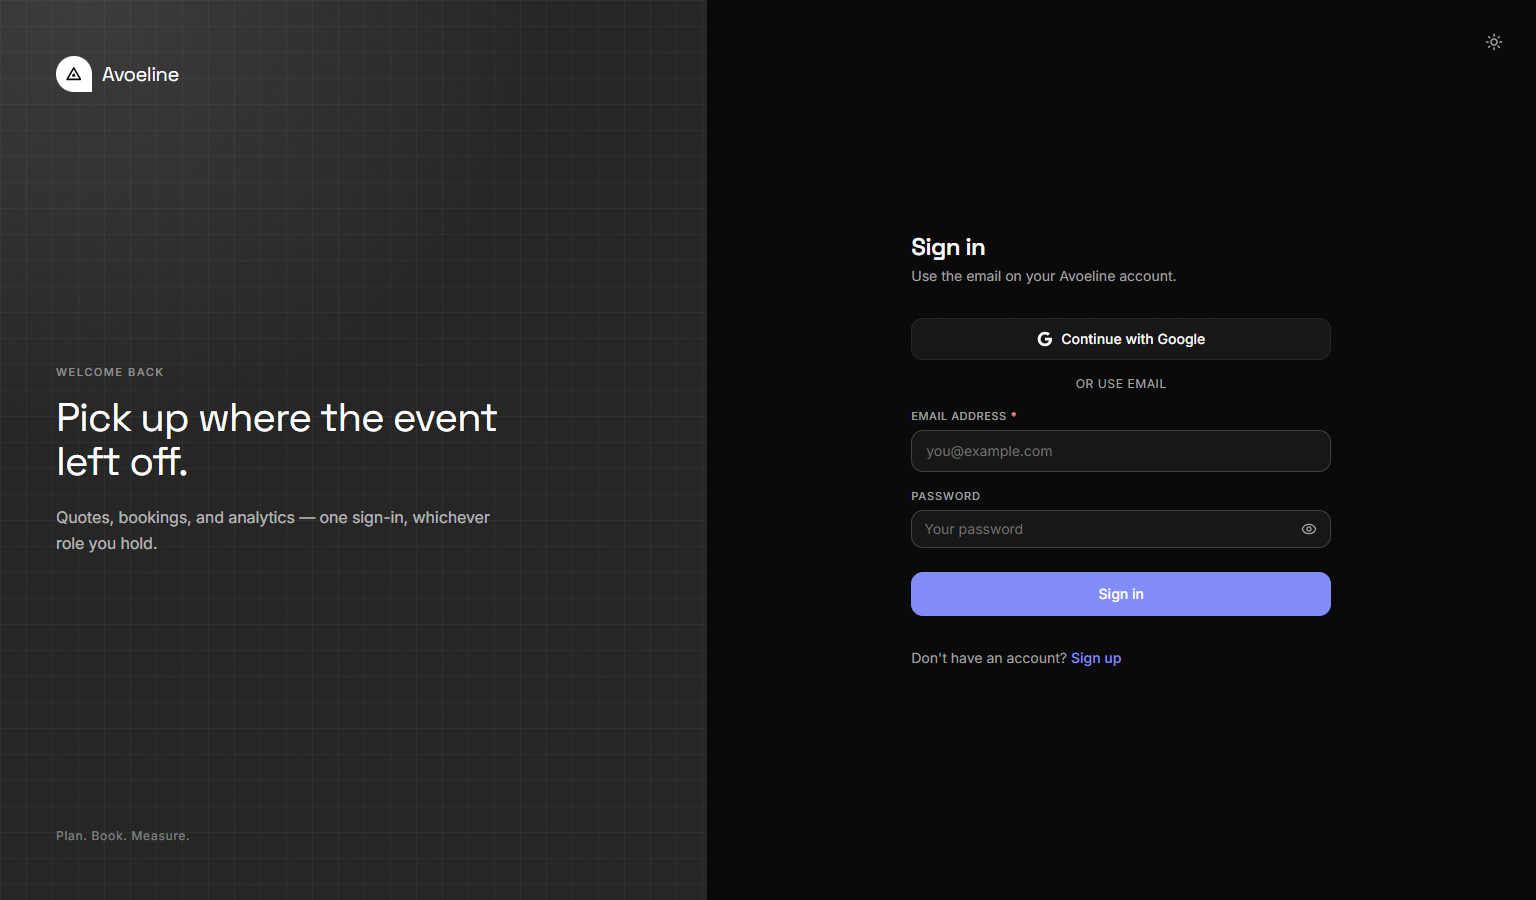 Avoeline
WELCOME BACK
Pick up where the event
left off.
Quotes, bookings, and analytics — one sign-in, whichever
role you hold.
Plan. Book. Measure.
Sign in
Use the email on your Avoeline account.
Continue with Google
OR USE EMAIL
EMAIL ADDRESS *
you@example.com
PASSWORD
Your password
Sign in
Don't have an account? Sign up